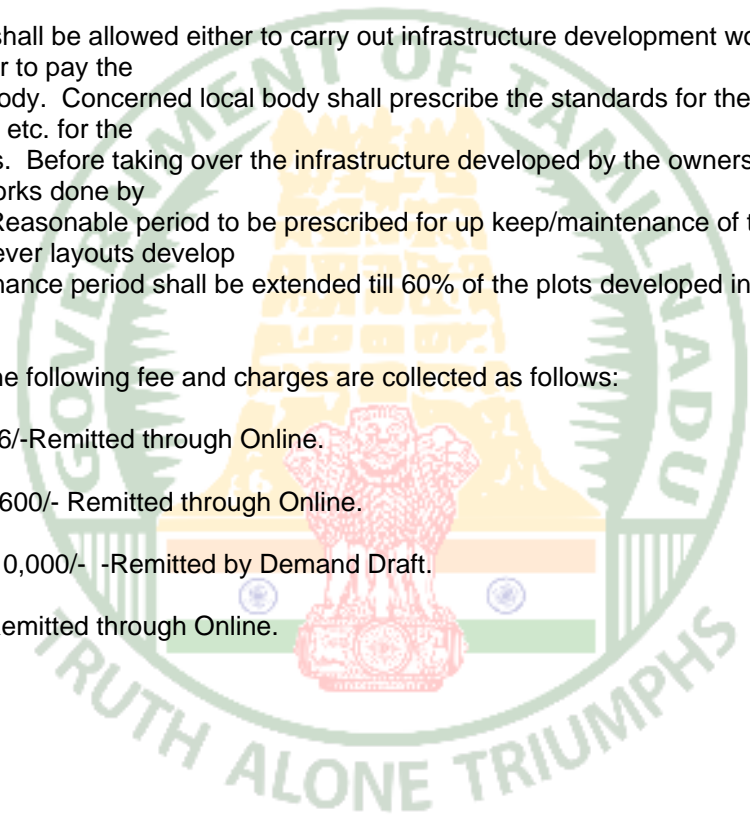 shall be allowed either to carry out infrastructure development wo
r to pay the
ody. Concerned local body shall prescribe the standards for the
etc. for the
s. Before taking over the infrastructure developed by the owners
orks done by
Reasonable period to be prescribed for up keep/maintenance of t
ever layouts develop
nance period shall be extended till 60% of the plots developed in
he following fee and charges are collected as follows:
6/-Remitted through Online.
600/- Remitted through Online.
0,000/- -Remitted by Demand Draft.
Remitted through Online.
GOVERNMENT OF TAMILNADU
TRUTH ALONE TRIUMPHS